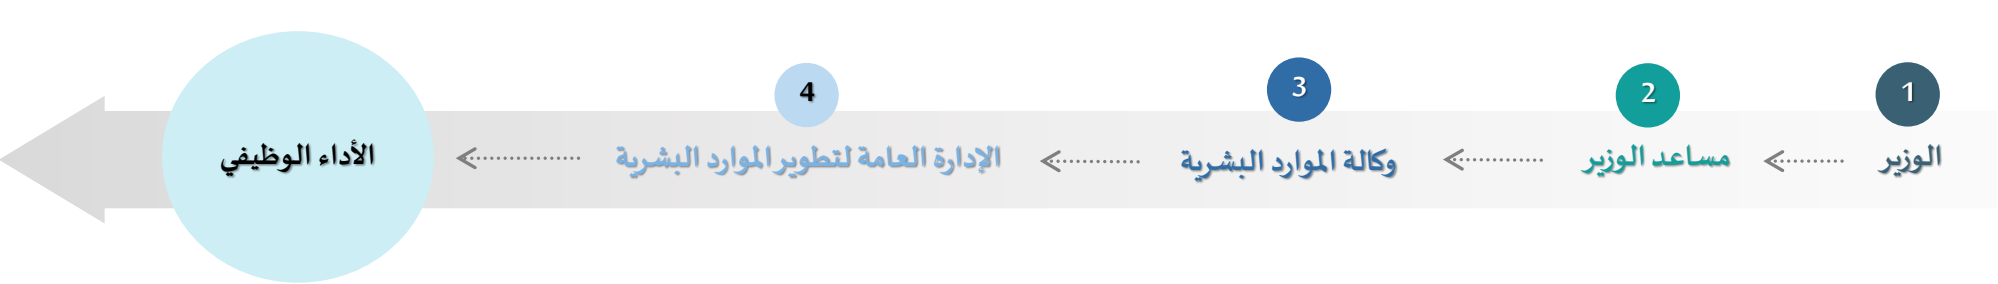 1
الوزير
2
مساعد الوزير
3
وكالة الموارد البشرية
4
الإدارة العامة لتطوير الموارد البشرية
الأداء الوظيفي